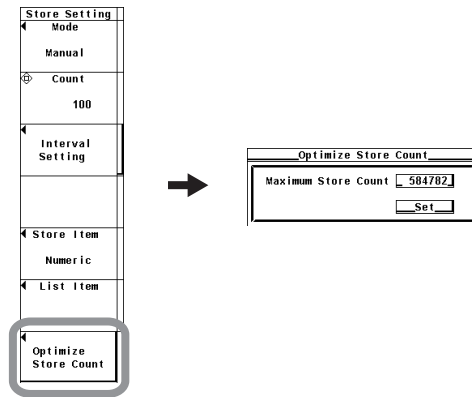 Store Setting
Mode
Manual
Count
100
Interval
Setting
Store Item
Numeric
List Item
Optimize
Store Count
Optimize Store Count
Maximum Store Count 584782
Set